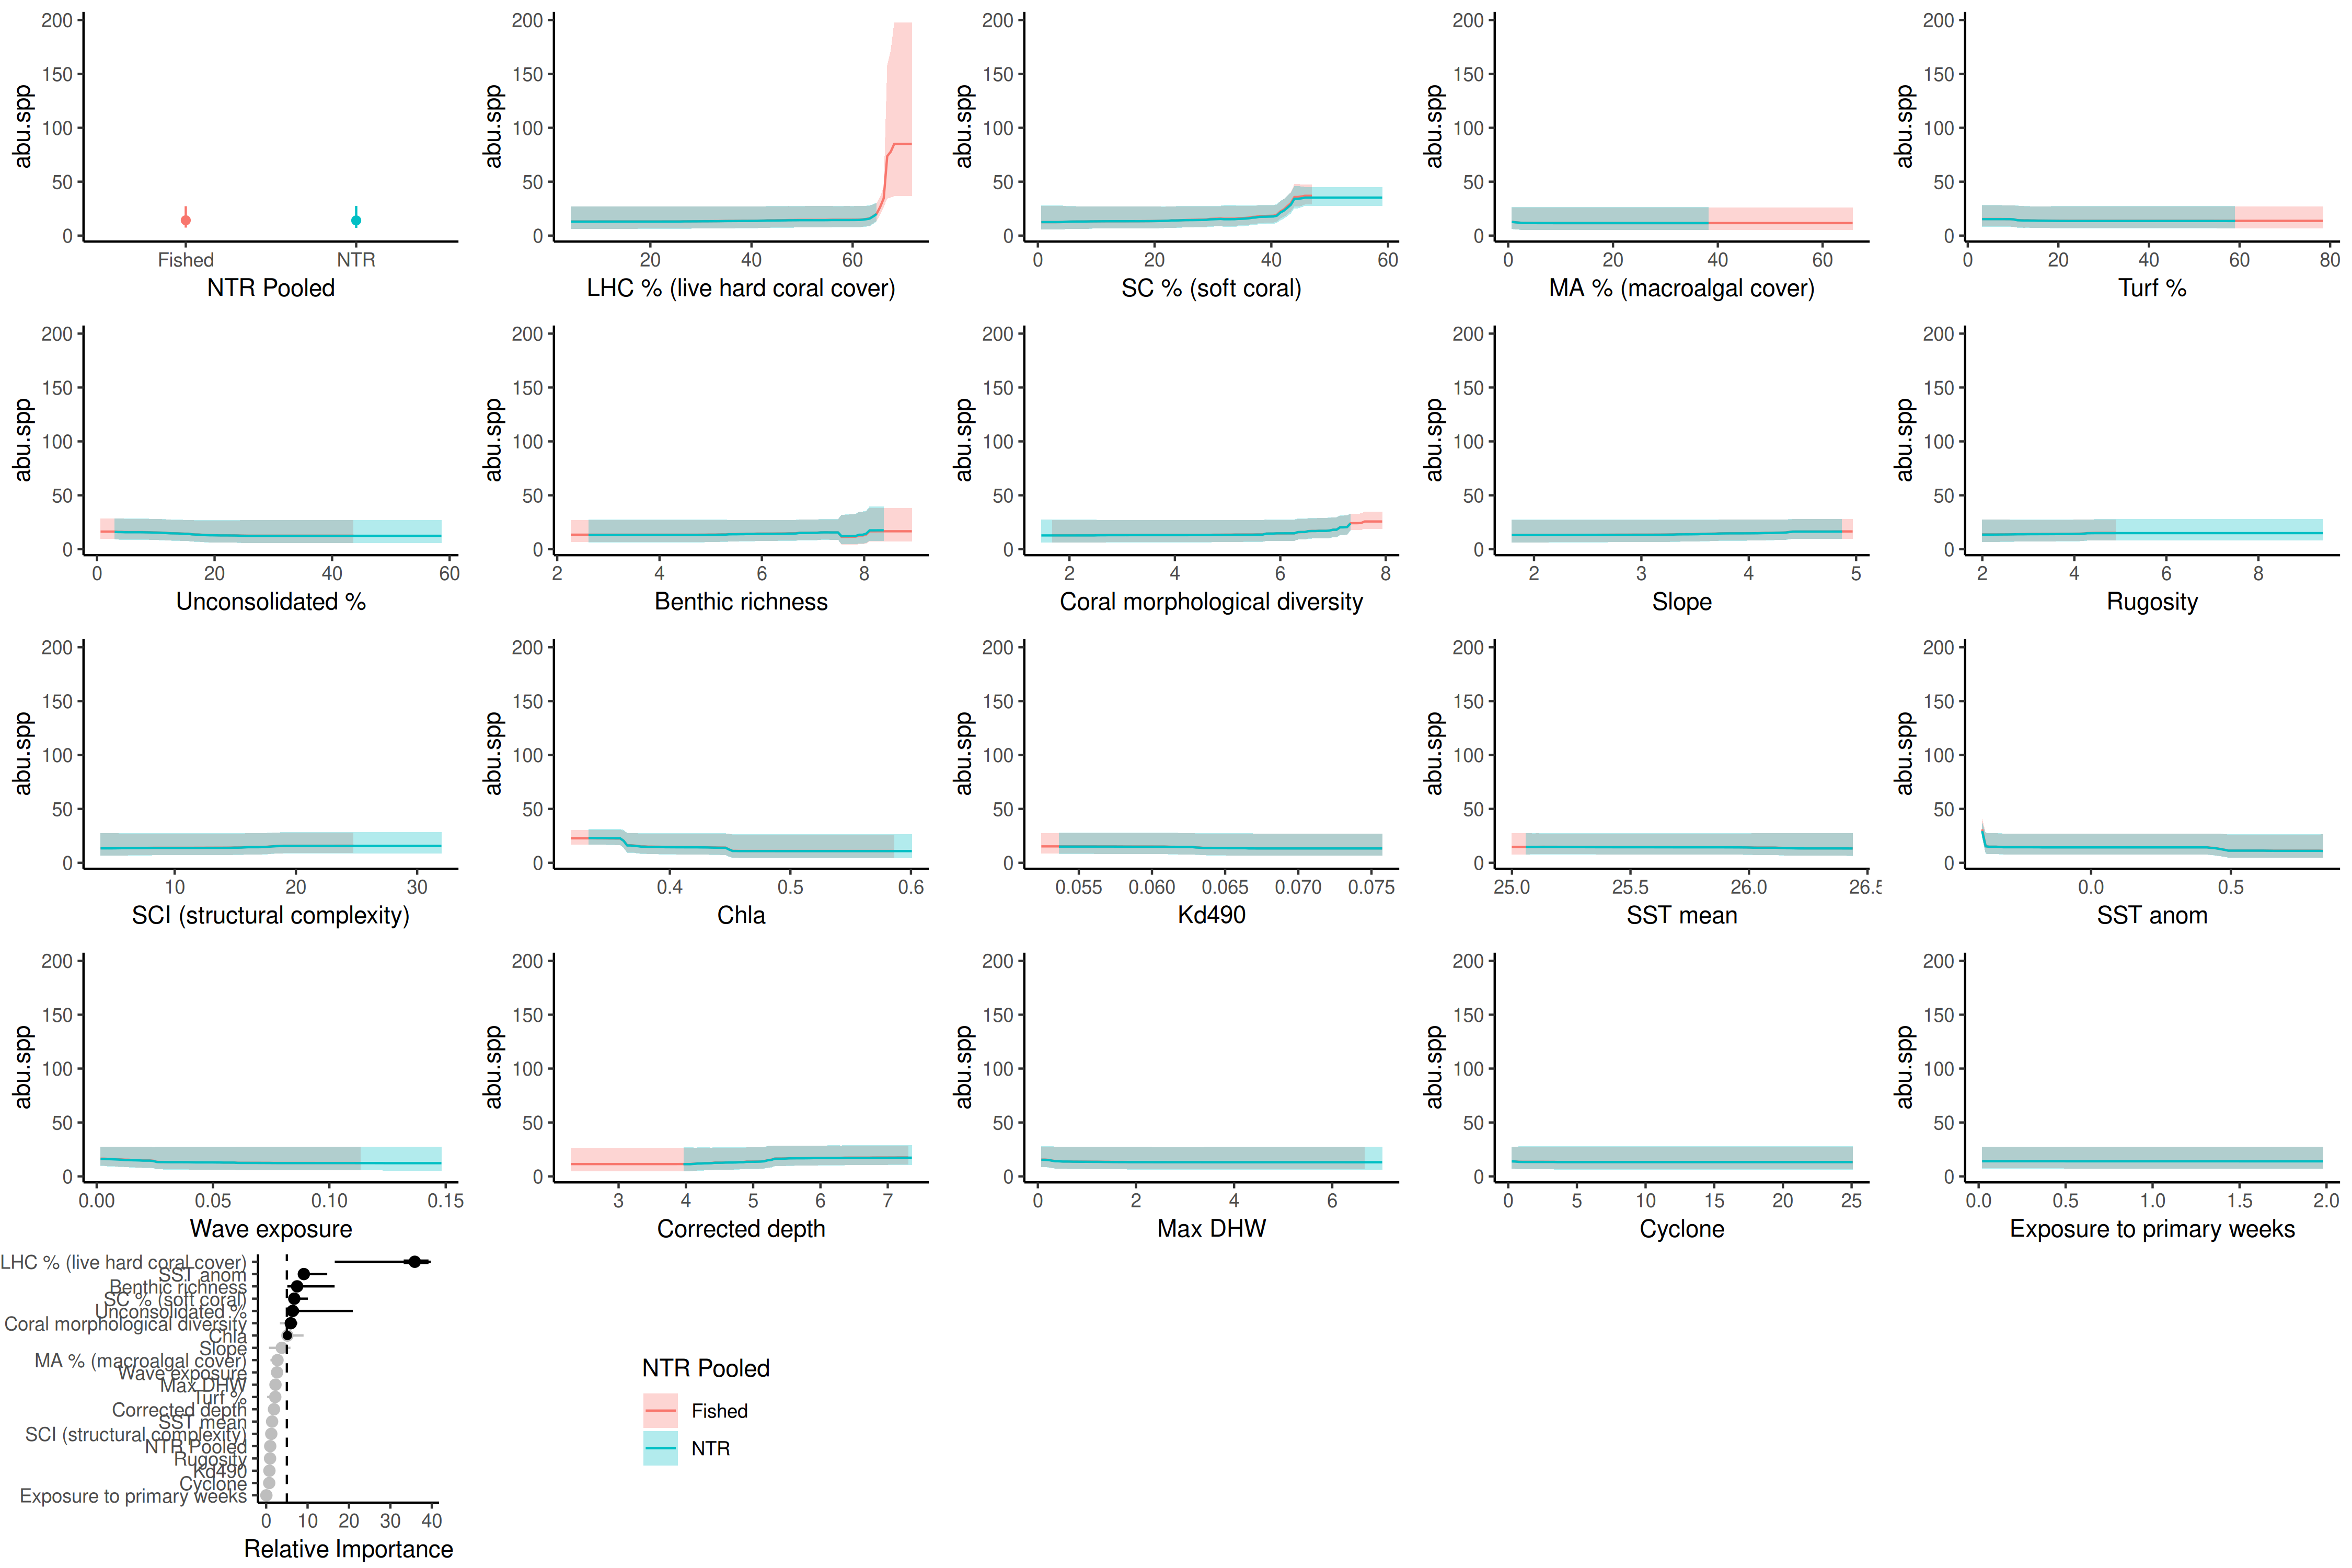 200
150
100
50
0
abu.spp
Fished
NTR
NTR Pooled
200
150
100
50
0
abu.spp
20
40
60
LHC % (live hard coral cover)
200
150
100
50
0
abu.spp
0
20
40
60
SC % (soft coral)
200
150
100
50
0
abu.spp
0
20
40
60
MA % (macroalgal cover)
200
150
100
50
0
abu.spp
0
20
40
60
80
Turf %
200
150
100
50
0
abu.spp
0
20
40
60
Unconsolidated %
200
150
100
50
0
abu.spp
2
4
6
8
Benthic richness
200
150
100
50
0
abu.spp
2
4
6
8
Coral morphological diversity
200
150
100
50
0
abu.spp
2
3
4
5
Slope
200
150
100
50
0
abu.spp
2
4
6
8
Rugosity
200
150
100
50
0
abu.spp
10
20
30
SCI (structural complexity)
200
150
100
50
0
abu.spp
0.4
0.5
0.6
Chla
200
150
100
50
0
abu.spp
0.055
0.060
0.065
0.070
0.075
Kd490
200
150
100
50
0
abu.spp
25.0
25.5
26.0
26.5
SST mean
200
150
100
50
0
abu.spp
0.0
0.5
SST anom
200
150
100
50
0
abu.spp
0.00
0.05
0.10
0.15
Wave exposure
200
150
100
50
0
abu.spp
3
4
5
6
7
Corrected depth
200
150
100
50
0
abu.spp
0
2
4
6
Max DHW
200
150
100
50
0
abu.spp
0
5
10
15
20
25
Cyclone
200
150
100
50
0
abu.spp
0.0
0.5
1.0
1.5
2.0
Exposure to primary weeks
LHC % (live hard coral cover)
SST anom
Benthic richness
SC % (soft coral)
Unconsolidated %
Coral morphological diversity
Chla
Slope
MA % (macroalgal cover)
Wave exposure
Max DHW
Turf %
Corrected depth
SST mean
SCI (structural complexity)
NTR Pooled
Rugosity
Kd490
Cyclone
Exposure to primary weeks
0
10
20
30
40
Relative Importance
NTR Pooled
Fished
NTR